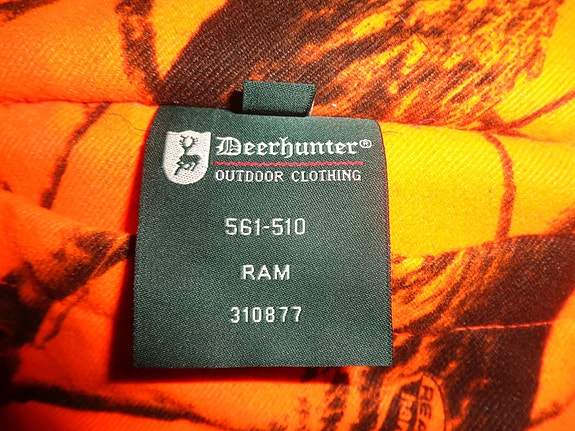 Deerhunter®
OUTDOOR CLOTHING
561-510
RAM
310877